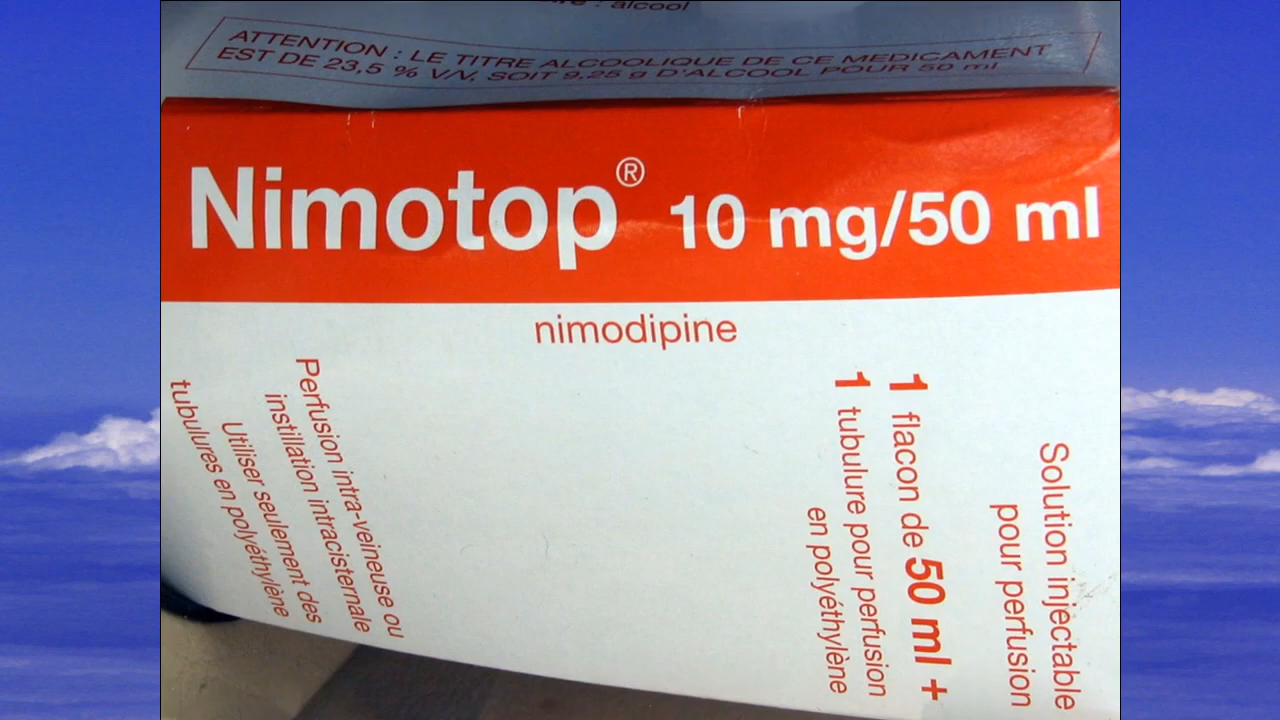 : alcool
ATTENTION : LE TITRE ALCOOLIQUE DE CE MEDICAMENT
EST DE 23,5 % V/V, SOIT 9,25 g D'ALCOOL POUR 50 ml
Nimotop® 10 mg/50 ml
nimodipine
Solution injectable
pour perfusion
1 flacon de 50 ml +
1 tubulure pour perfusion
en polyéthylène
Perfusion intra-veineuse ou
instillation intracisternale
Utiliser seulement des
tubulures en polyéthylène